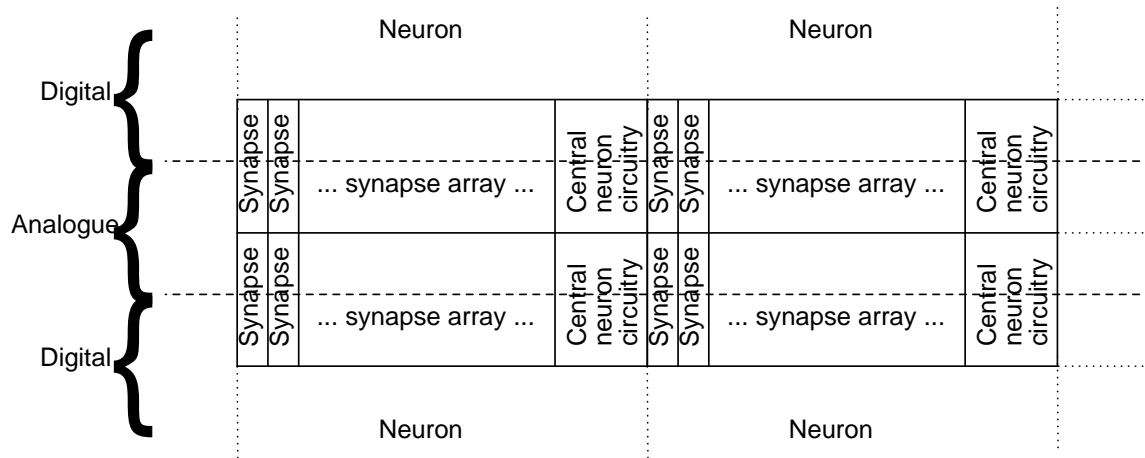 Neuron
Neuron
Digital
Synapse
Synapse
... synapse array ...
Central
neuron
circuitry
Synapse
Synapse
... synapse array ...
Central
neuron
circuitry
Analogue
Synapse
Synapse
... synapse array ...
Central
neuron
circuitry
Synapse
Synapse
... synapse array ...
Central
neuron
circuitry
Digital
Neuron
Neuron